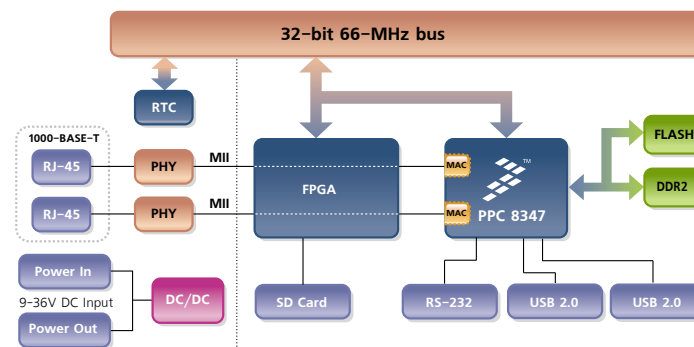 32-bit 66-MHz bus
RTC
1000-BASE-T
RJ-45
PHY
MII
FPGA
MAC
TM
PPC 8347
FLASH
DDR2
RJ-45
PHY
MII
MAC
Power In
9-36V DC Input
Power Out
DC/DC
SD Card
RS-232
USB 2.0
USB 2.0